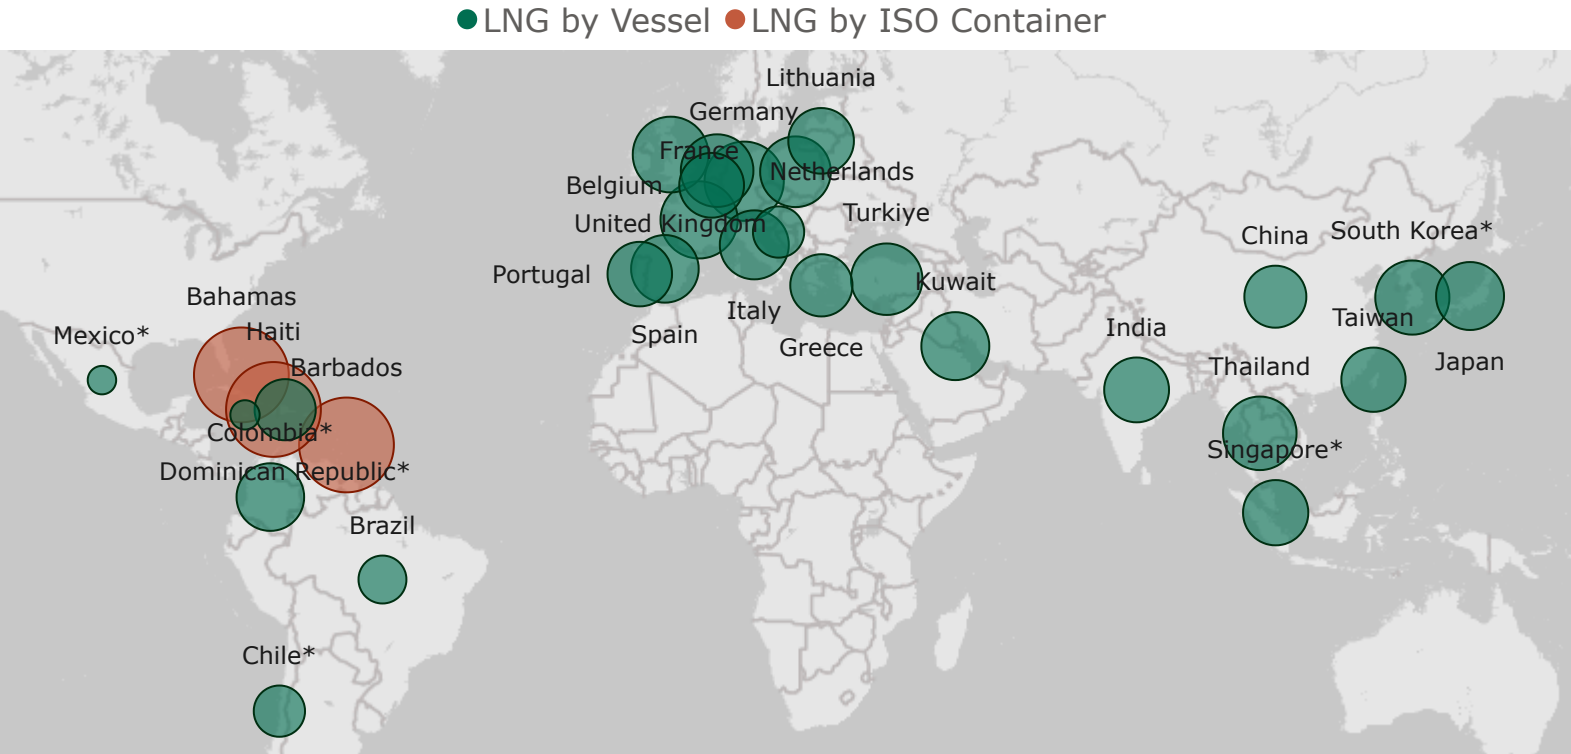 LNG by Vessel LNG by ISO Container
Lithuania
Germany
France
Netherlands
Belgium
Turkiye
United Kingdom
China
South Korea*
Portugal
Kuwait
Bahamas
Italy
Taiwan
Mexico*
Haiti
Spain
Greece
India
Japan
Barbados
Thailand
Colombia*
Singapore*
Dominican Republic*
Brazil
Chile*